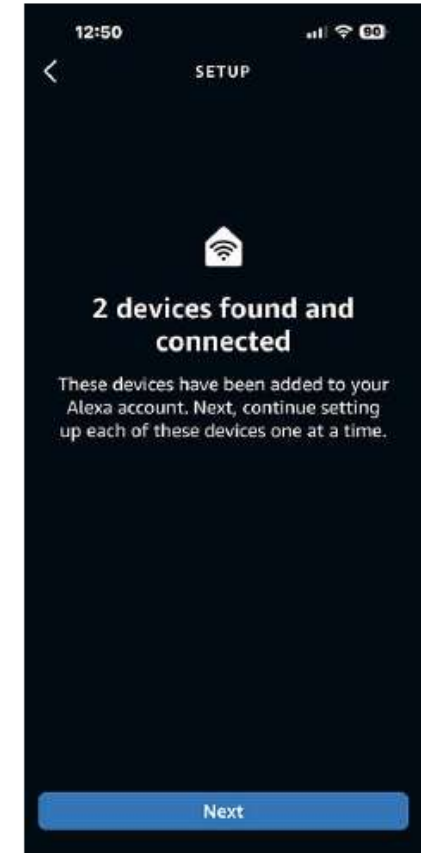 12:50
90
SETUP
2 devices found and
connected
These devices have been added to your
Alexa account. Next, continue setting
up each of these devices one at a time.
Next